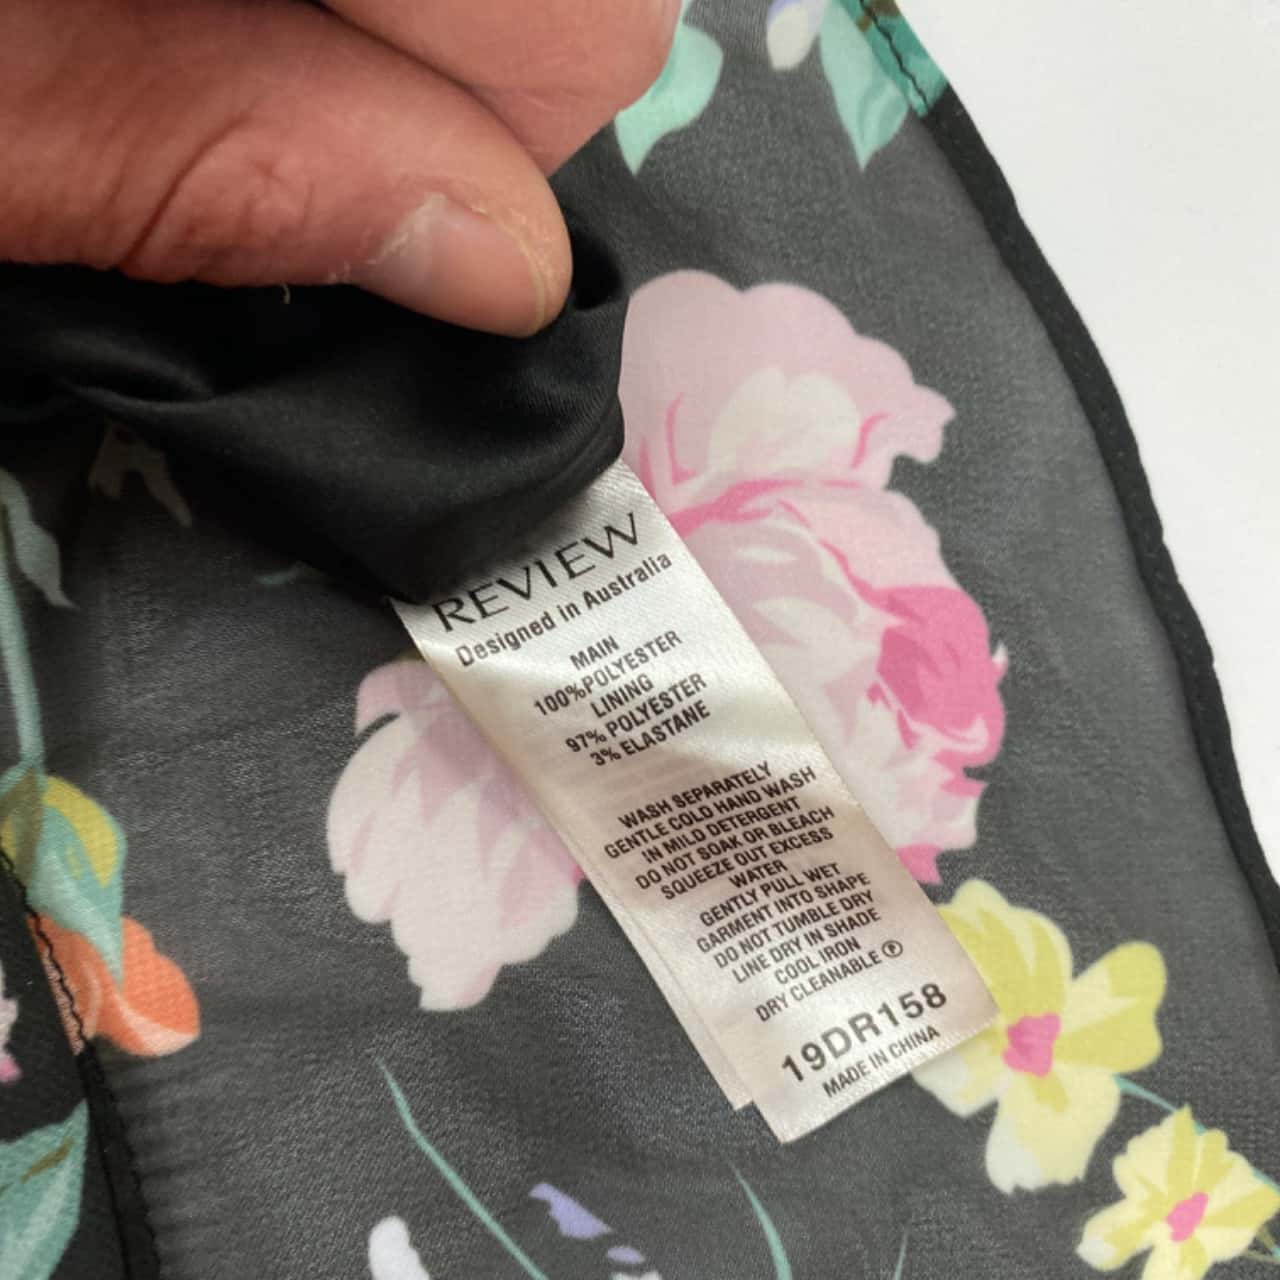 REVIEW
Designed in Australia
MAIN
100%POLYESTER
LINING
97% POLYESTER
3% ELASTANE
WASH SEPARATELY
GENTLE COLD HAND WASH
IN MILD DETERGENT
DO NOT SOAK OR BLEACH
SQUEEZE OUT EXCESS
WATER
GENTLY PULL WET
GARMENT INTO SHAPE
DO NOT TUMBLE DRY
LINE DRY IN SHADE
COOL IRON
DRY CLEANABLE Ⓟ
19DR158
MADE IN CHINA